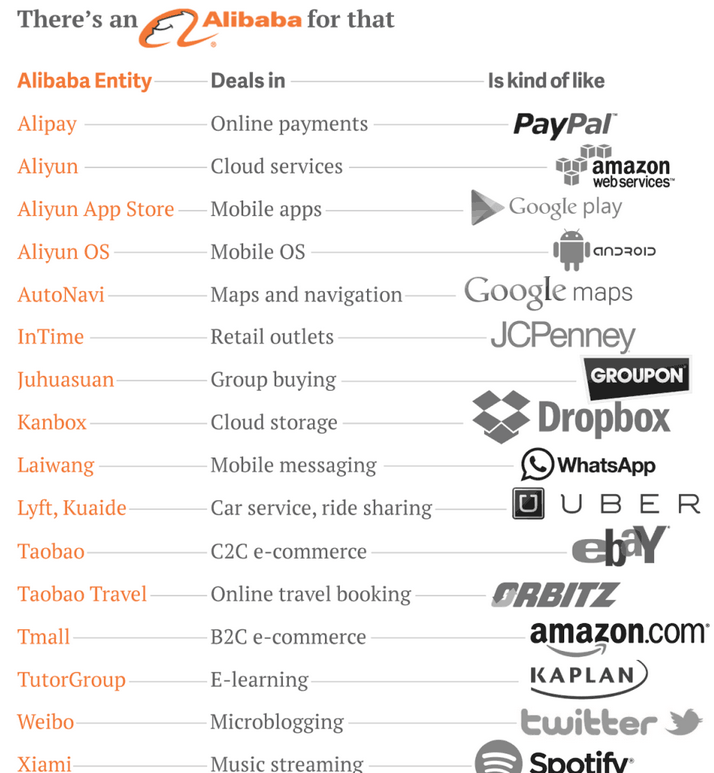 There's an Alibaba for that
Alibaba Entity Deals in Is kind of like
Alipay Online payments PayPal™
Aliyun Cloud services amazon webservices™
Aliyun App Store Mobile apps Google play
Aliyun OS Mobile OS ANDROID
AutoNavi Maps and navigation Google maps
InTime Retail outlets JCPenney
Juhuasuan Group buying GROUPON
Kanbox Cloud storage Dropbox
Laiwang Mobile messaging WhatsApp
Lyft, Kuaide Car service, ride sharing U UBER
Taobao C2C e-commerce ebaY
Taobao Travel Online travel booking ORBITZ
Tmall B2C e-commerce amazon.com®
TutorGroup E-learning KAPLAN
Weibo Microblogging twitter
Xiami Music streaming Spotify®